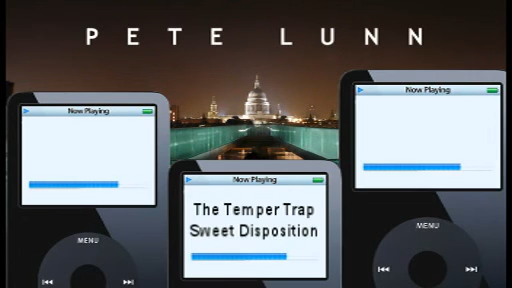 PETE LUNN
Now Playing
MENU
Now Playing
The Temper Trap
Sweet Disposition
Now Playing
MENU